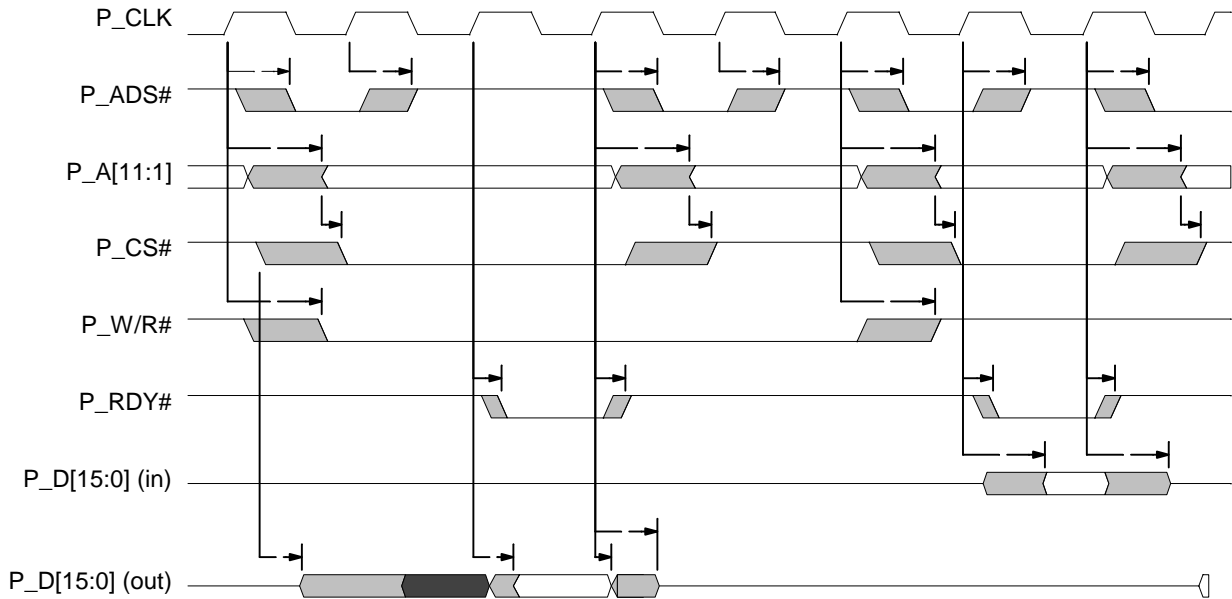 P_CLK
P_ADS#
P_A[11:1]
P_CS#
P_W/R#
P_RDY#
P_D[15:0] (in)
P_D[15:0] (out)